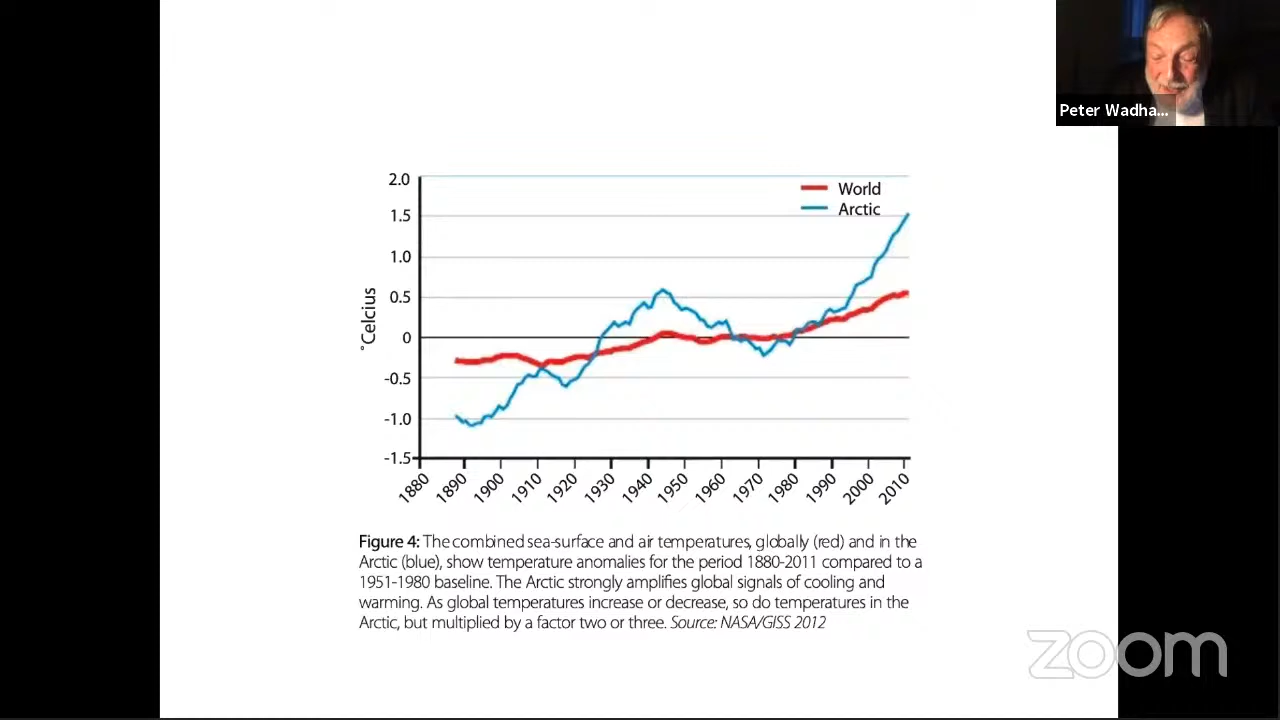 Peter Wadha...
2.0
1.5
1.0
0.5
0
-0.5
-1.0
-1.5
˚Celcius
World
Arctic
1880
1890
1900
1910
1920
1930
1940
1950
1960
1970
1980
1990
2000
2010
Figure 4: The combined sea-surface and air temperatures, globally (red) and in the
Arctic (blue), show temperature anomalies for the period 1880-2011 compared to a
1951-1980 baseline. The Arctic strongly amplifies global signals of cooling and
warming. As global temperatures increase or decrease, so do temperatures in the
Arctic, but multiplied by a factor two or three. Source: NASA/GISS 2012
zoom